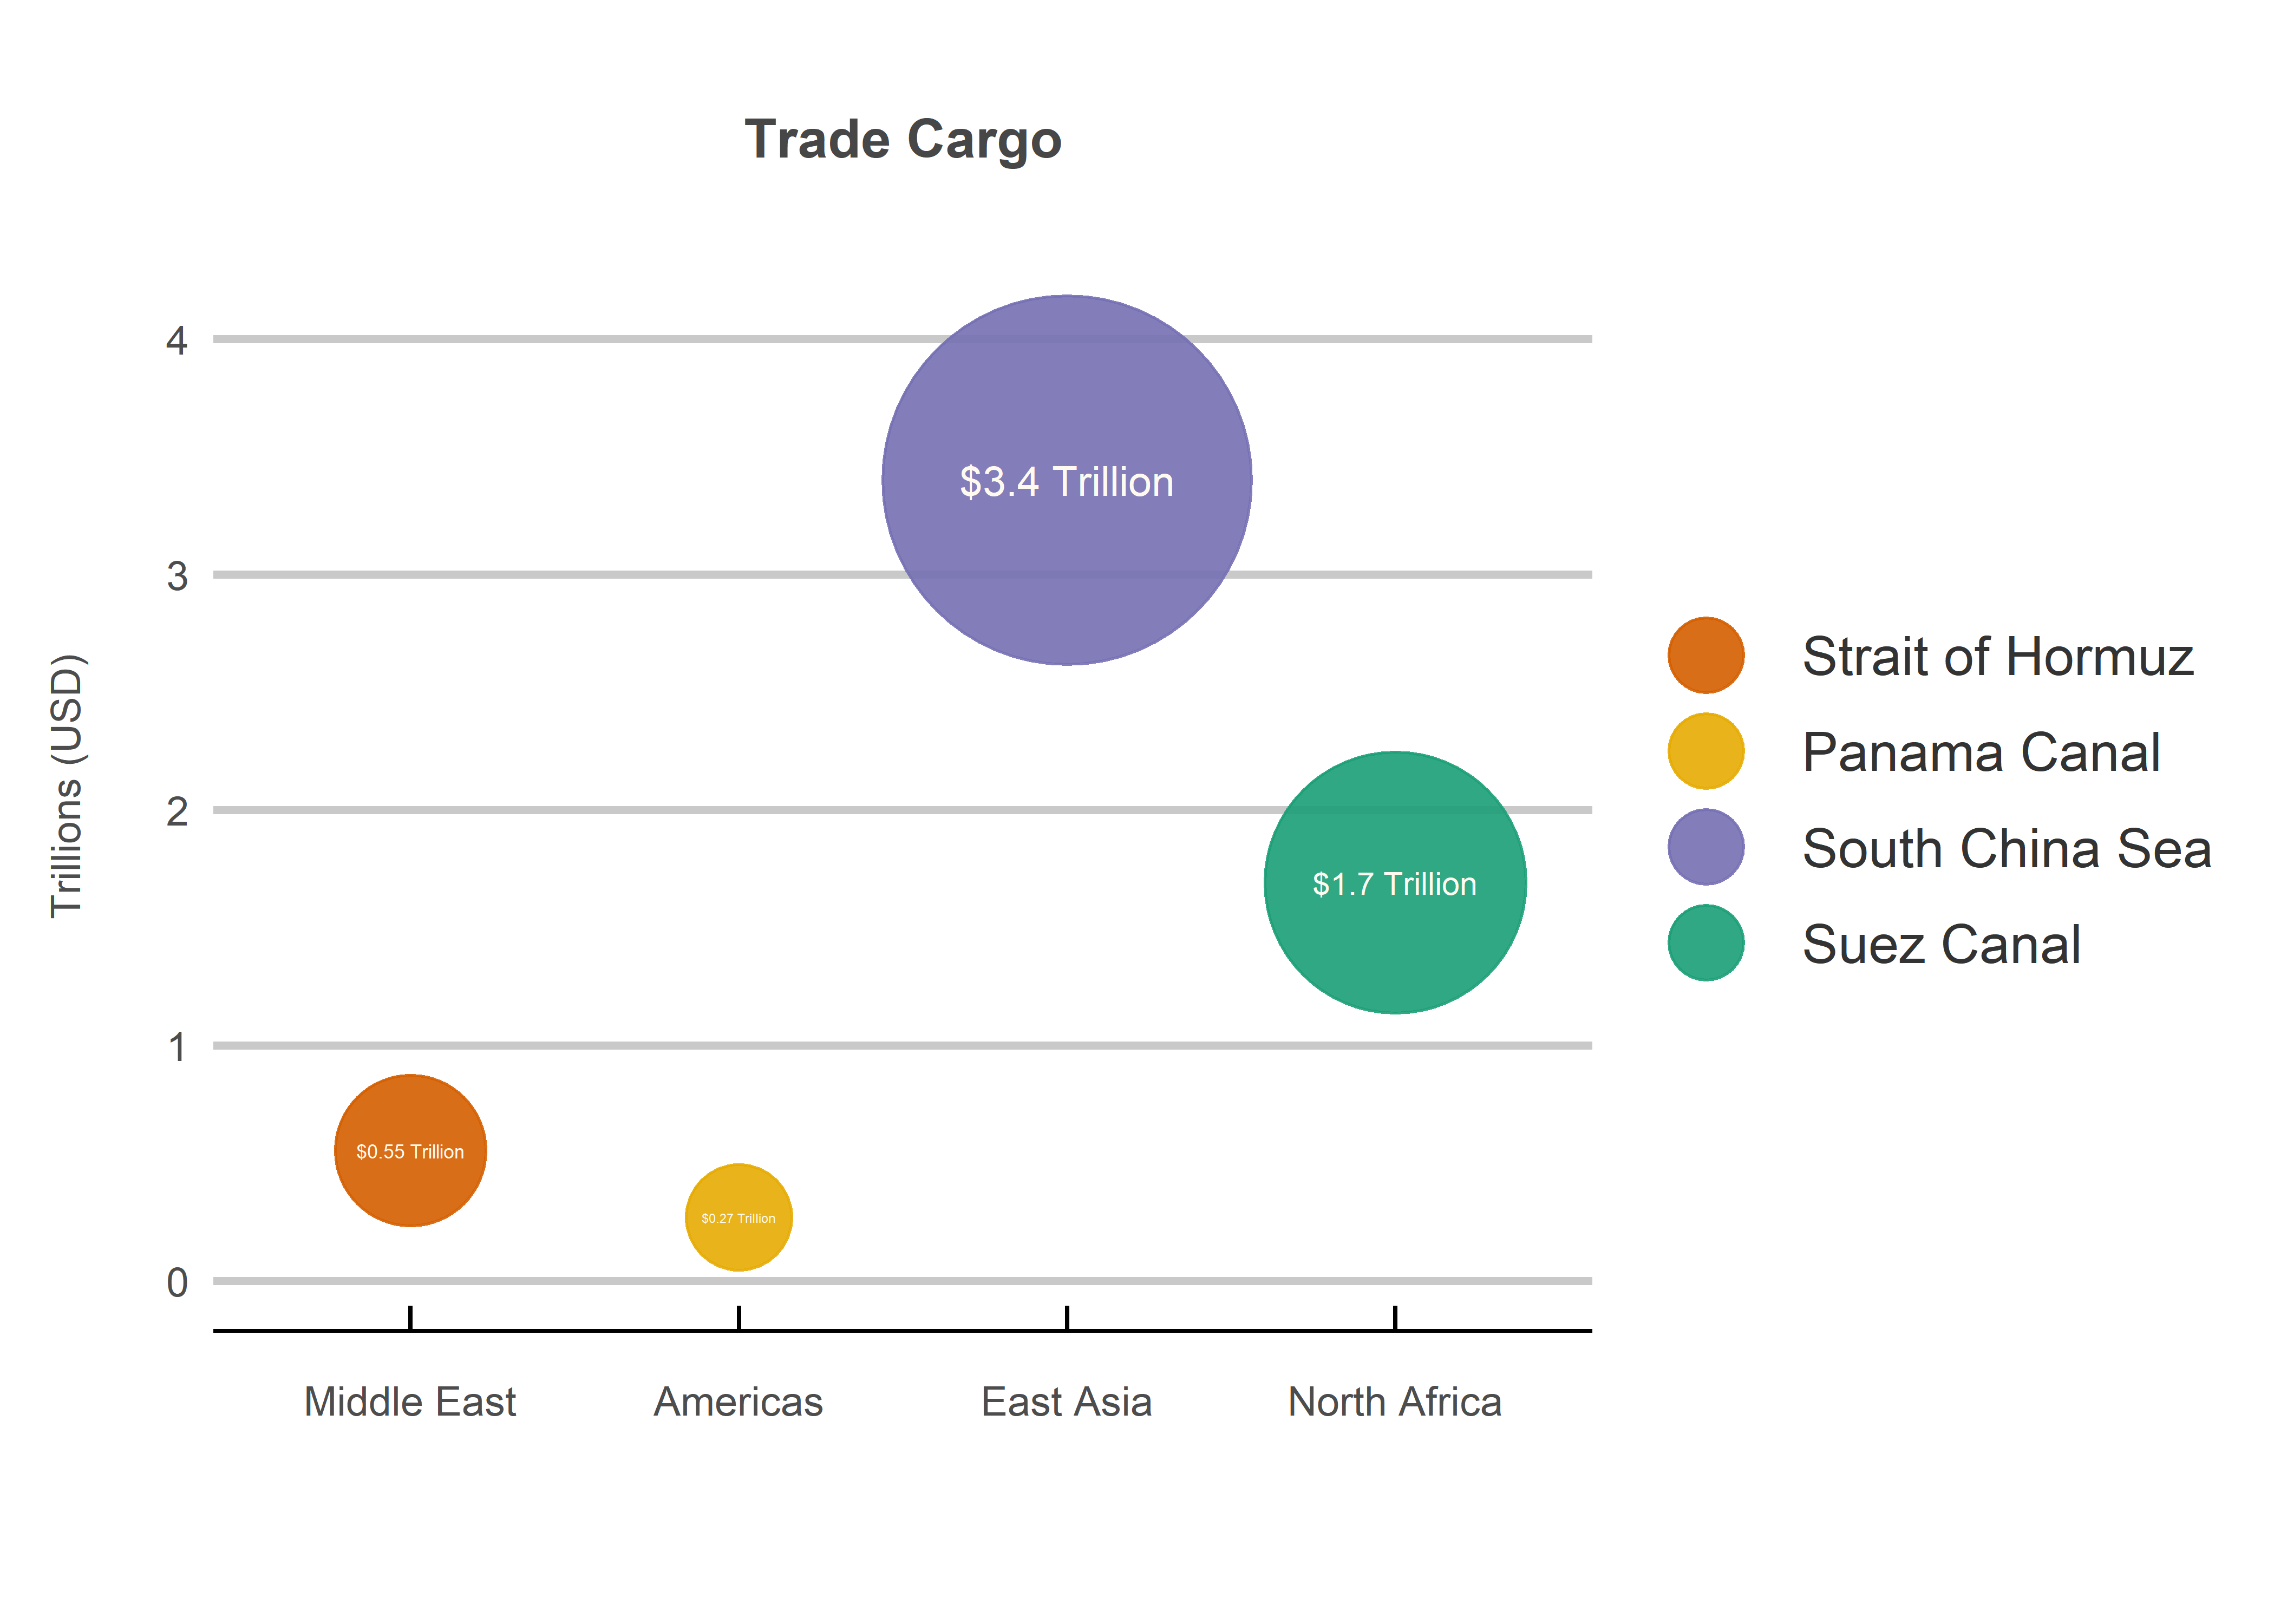 Trade Cargo
Trillions (USD)
4
3
2
1
0
$3.4 Trillion
$1.7 Trillion
$0.55 Trillion
$0.27 Trillion
Middle East
Americas
East Asia
North Africa
Strait of Hormuz
Panama Canal
South China Sea
Suez Canal